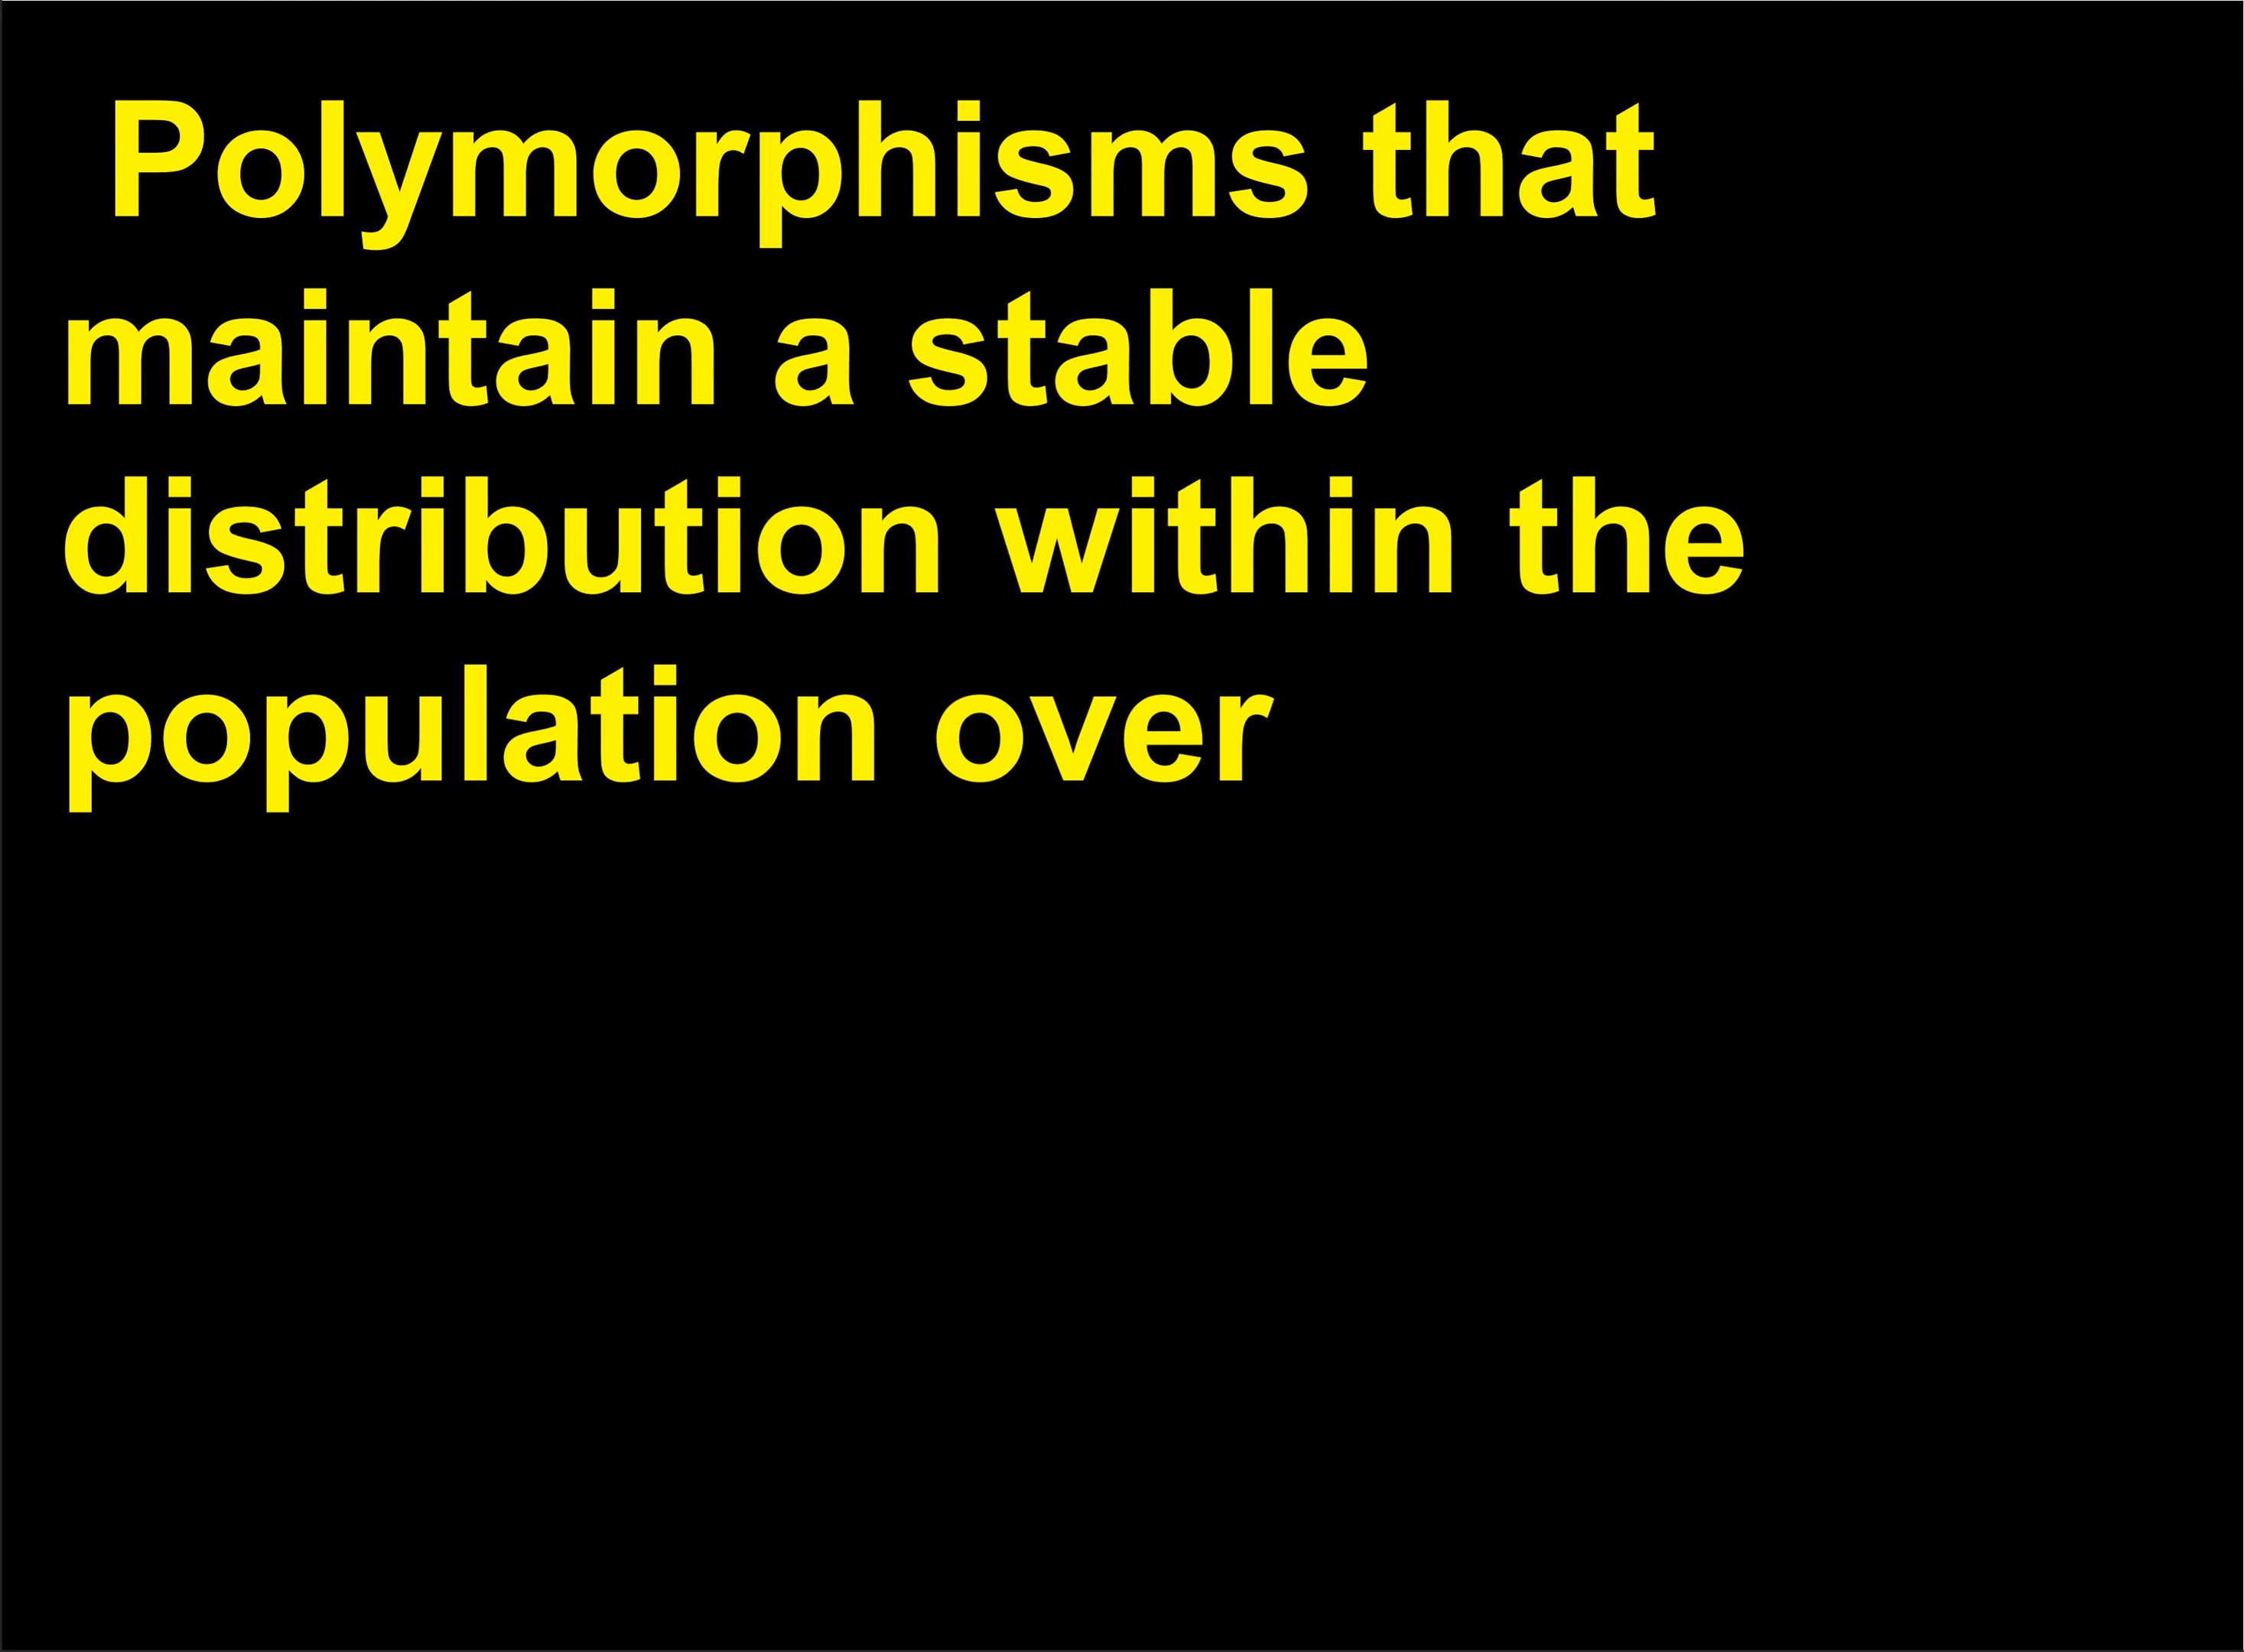 Polymorphisms that
maintain a stable
distribution within the
population over